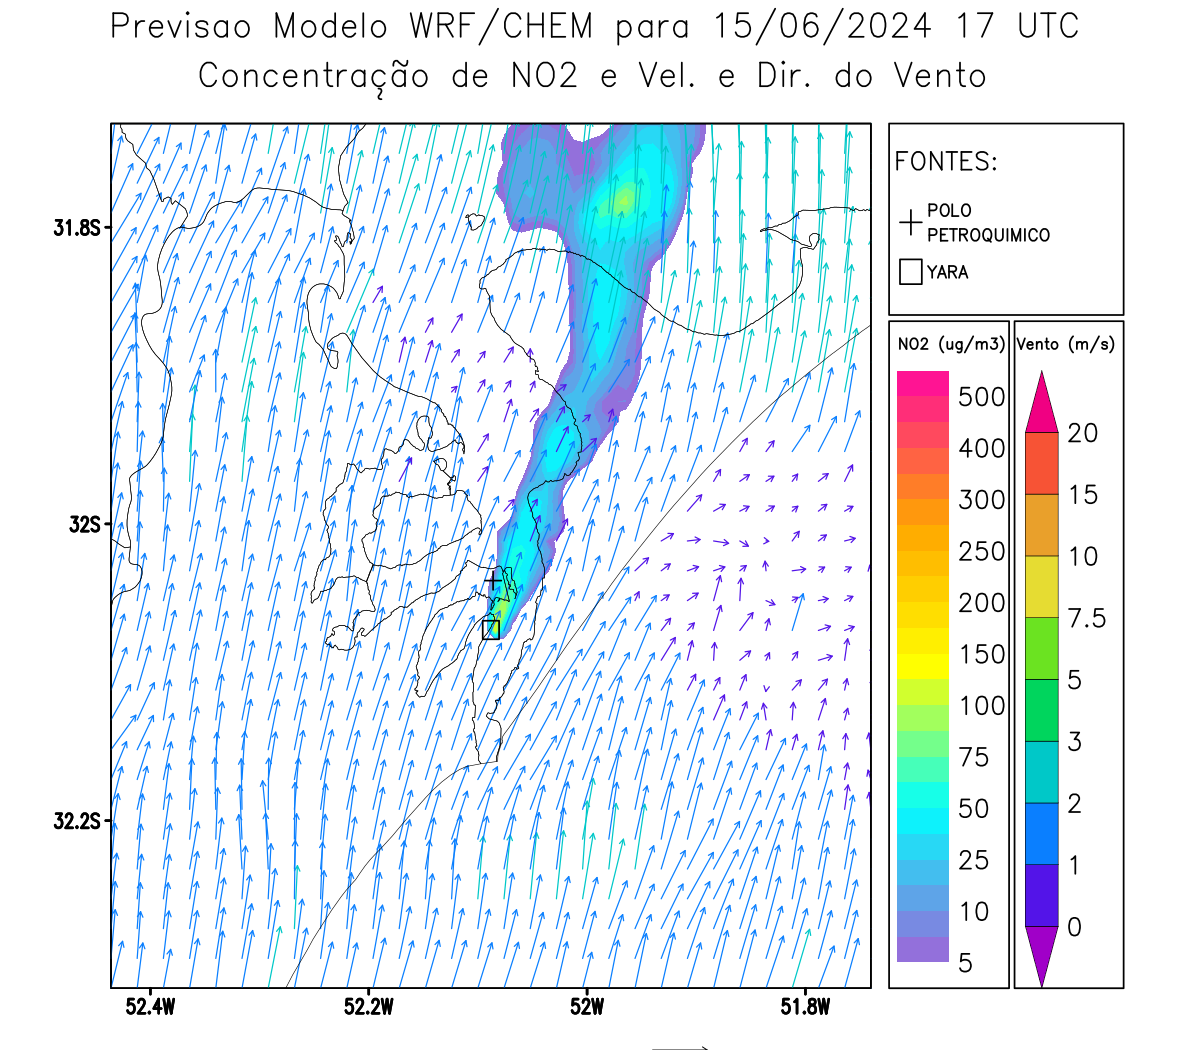 Previsao Modelo WRF/CHEM para 15/06/2024 17 UTC
Concentração de NO2 e Vel. e Dir. do Vento
FONTES:
POLO
PETROQUIMICO
YARA
NO2 (ug/m3)
500
400
300
250
200
150
100
75
50
25
10
5
Vento (m/s)
20
15
10
7.5
5
3
2
1
0
31.8S
32S
32.2S
52.4W
52.2W
52W
51.8W